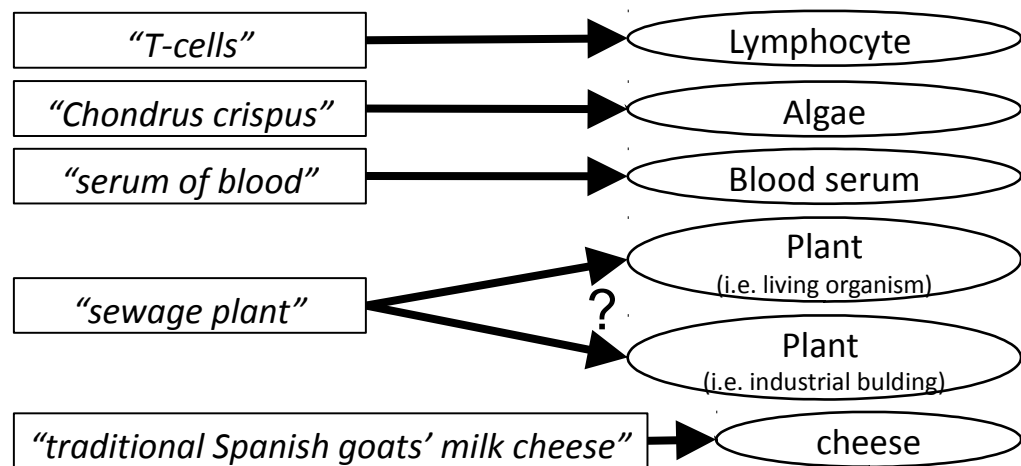 “T-cells”
Lymphocyte
“Chondrus crispus”
Algae
“serum of blood”
Blood serum
“sewage plant”
?
Plant
(i.e. living organism)
Plant
(i.e. industrial bulding)
“traditional Spanish goats’ milk cheese”
cheese